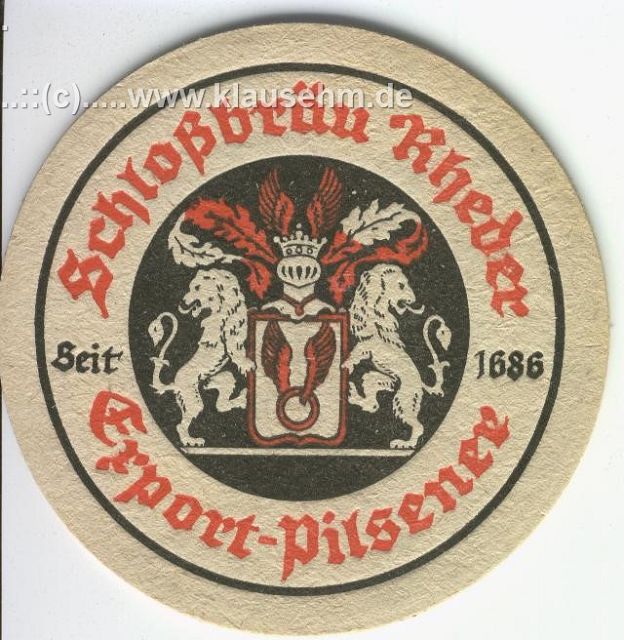 ..::(c).....www.klausehm.de
Schloßbräu Rheder
Seit 1686
Export-Pilsener